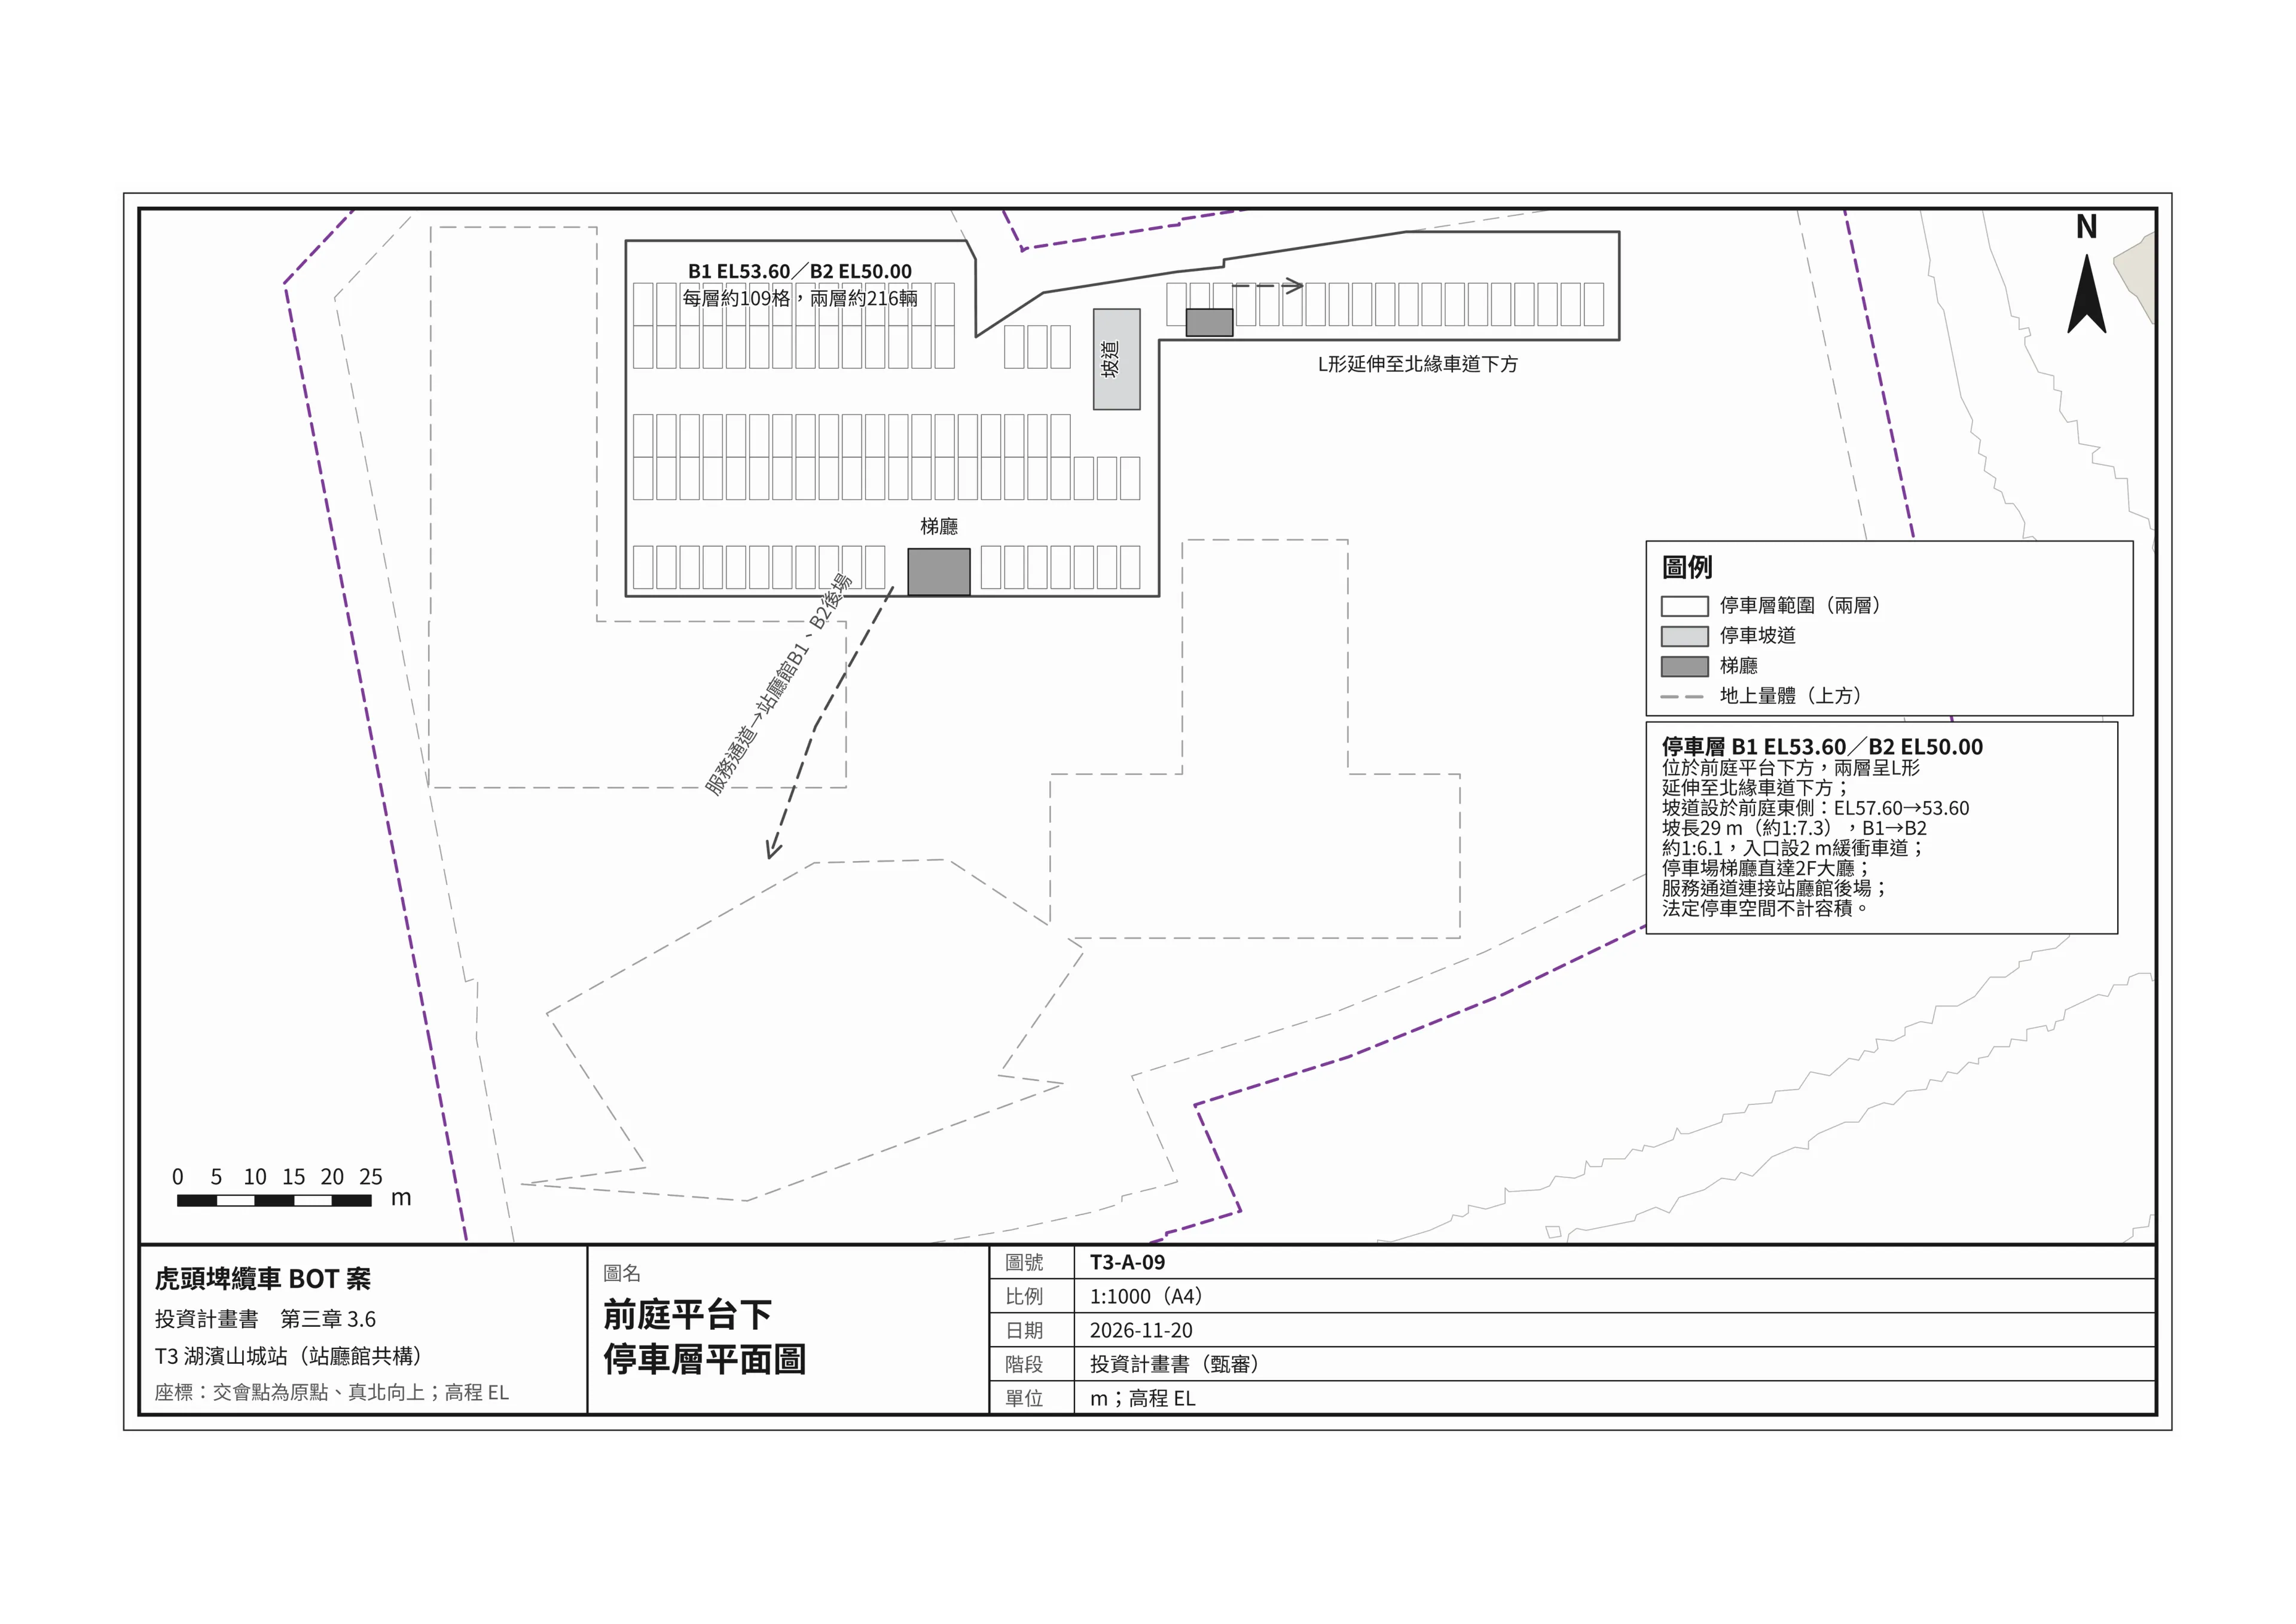 N
B1 EL53.60／B2 EL50.00
每層約109格，兩層約216輛
坡道
L形延伸至北緣車道下方
梯廳
服務通道→站廳館B1、B2後場
圖例
停車層範圍（兩層）
停車坡道
梯廳
地上量體（上方）
停車層 B1 EL53.60／B2 EL50.00
位於前庭平台下方，兩層呈L形
延伸至北緣車道下方；
坡道設於前庭東側：EL57.60→53.60
坡長29 m（約1:7.3），B1→B2
約1:6.1，入口設2 m緩衝車道；
停車場梯廳直達2F大廳；
服務通道連接站廳館後場；
法定停車空間不計容積。
0 5 10 15 20 25
m
虎頭埤纜車 BOT 案
投資計畫書　第三章 3.6
T3 湖濱山城站（站廳館共構）
座標：交會點為原點、真北向上；高程 EL
圖名
前庭平台下
停車層平面圖
圖號 T3-A-09
比例 1:1000（A4）
日期 2026-11-20
階段 投資計畫書（甄審）
單位 m；高程 EL